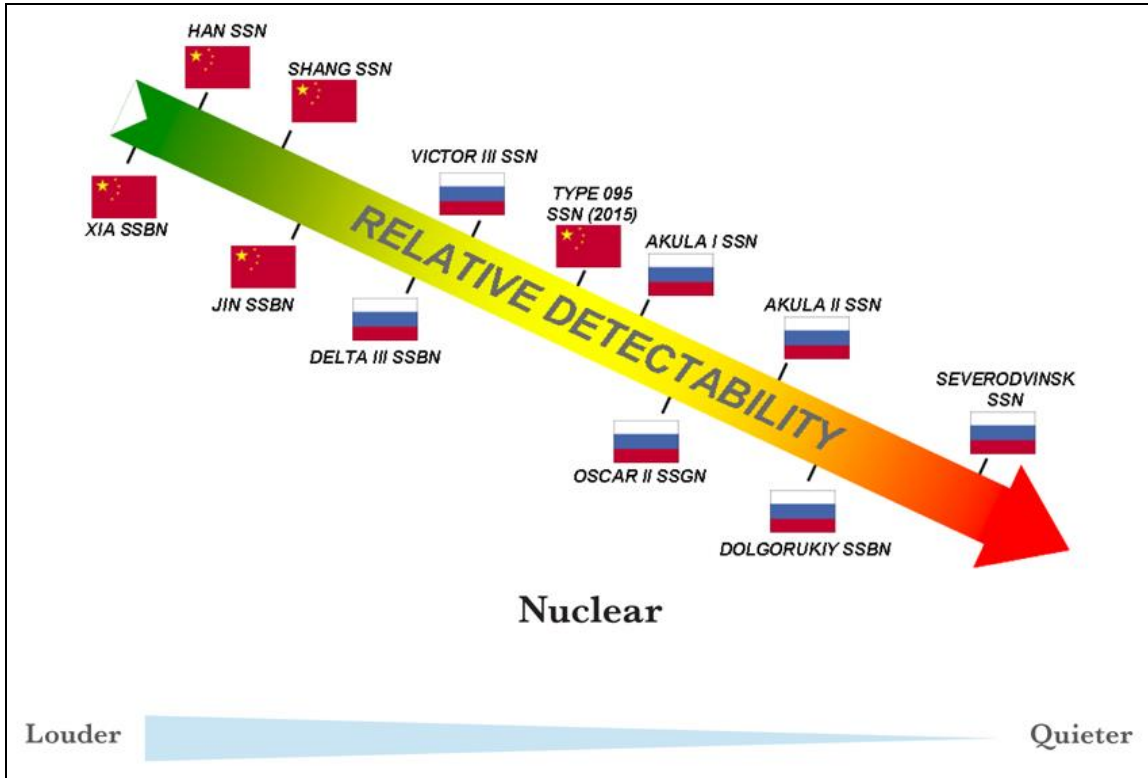 HAN SSN
SHANG SSN
XIA SSBN
JIN SSBN
VICTOR III SSN
DELTA III SSBN
TYPE 095
SSN (2015)
AKULA I SSN
OSCAR II SSGN
AKULA II SSN
DOLGORUKIY SSBN
SEVERODVINSK
SSN
RELATIVE DETECTABILITY
Nuclear
Louder
Quieter